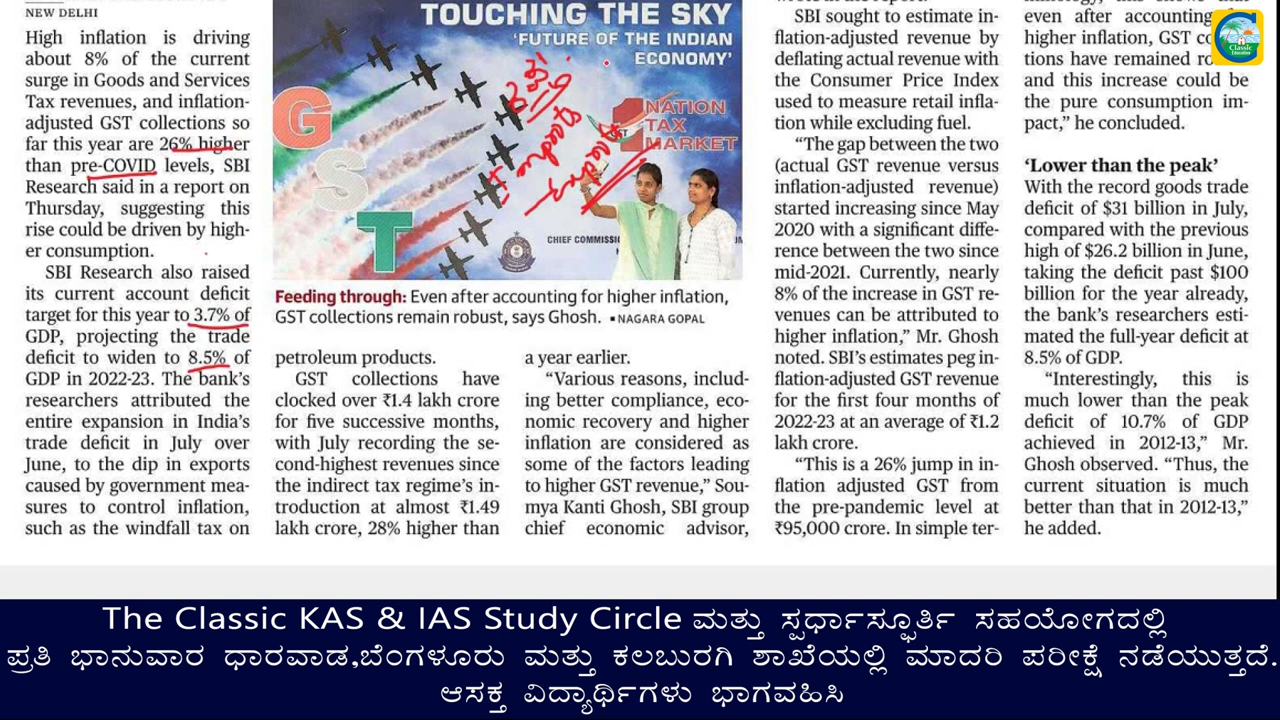 NEW DELHI
High inflation is driving
about 8% of the current
surge in Goods and Services
Tax revenues, and inflation-
adjusted GST collections so
far this year are 26% higher
than pre-COVID levels, SBI
Research said in a report on
Thursday, suggesting this
rise could be driven by high-
er consumption.
SBI Research also raised
its current account deficit
target for this year to 3.7% of
GDP, projecting the trade
deficit to widen to 8.5% of
GDP in 2022-23. The bank's
researchers attributed the
entire expansion in India's
trade deficit in July over
June, to the dip in exports
caused by government mea-
sures to control inflation,
such as the windfall tax on
TOUCHING THE SKY
'FUTURE OF THE INDIAN
ECONOMY'
GST
1 NATION
TAX
MARKET
GST
CHIEF COMMISSI
Feeding through: Even after accounting for higher inflation,
GST collections remain robust, says Ghosh. ▪ NAGARA GOPAL
petroleum products.
GST collections have
clocked over ₹1.4 lakh crore
for five successive months,
with July recording the se-
cond-highest revenues since
the indirect tax regime's in-
troduction at almost ₹1.49
lakh crore, 28% higher than
a year earlier.
"Various reasons, includ-
ing better compliance, eco-
nomic recovery and higher
inflation are considered as
some of the factors leading
to higher GST revenue," Sou-
mya Kanti Ghosh, SBI group
chief economic advisor,
SBI sought to estimate in-
flation-adjusted revenue by
deflating actual revenue with
the Consumer Price Index
used to measure retail infla-
tion while excluding fuel.
"The gap between the two
(actual GST revenue versus
inflation-adjusted revenue)
started increasing since May
2020 with a significant diffe-
rence between the two since
mid-2021. Currently, nearly
8% of the increase in GST re-
venues can be attributed to
higher inflation," Mr. Ghosh
noted. SBI's estimates peg in-
flation-adjusted GST revenue
for the first four months of
2022-23 at an average of ₹1.2
lakh crore.
"This is a 26% jump in in-
flation adjusted GST from
the pre-pandemic level at
₹95,000 crore. In simple ter-
even after accounting
higher inflation, GST co
tions have remained ro
and this increase could be
the pure consumption im-
pact," he concluded.
'Lower than the peak'
With the record goods trade
deficit of $31 billion in July,
compared with the previous
high of $26.2 billion in June,
taking the deficit past $100
billion for the year already,
the bank's researchers esti-
mated the full-year deficit at
8.5% of GDP.
"Interestingly, this is
much lower than the peak
deficit of 10.7% of GDP
achieved in 2012-13," Mr.
Ghosh observed. "Thus, the
current situation is much
better than that in 2012-13,"
he added.
Classic
Education
The Classic KAS & IAS Study Circle ಮತ್ತು ಸ್ಪರ್ಧಾಸ್ಫೂರ್ತಿ ಸಹಯೋಗದಲ್ಲಿ
ಪ್ರತಿ ಭಾನುವಾರ ಧಾರವಾಡ,ಬೆಂಗಳೂರು ಮತ್ತು ಕಲಬುರಗಿ ಶಾಖೆಯಲ್ಲಿ ಮಾದರಿ ಪರೀಕ್ಷೆ ನಡೆಯುತ್ತದೆ.
ಆಸಕ್ತ ವಿದ್ಯಾರ್ಥಿಗಳು ಭಾಗವಹಿಸಿ